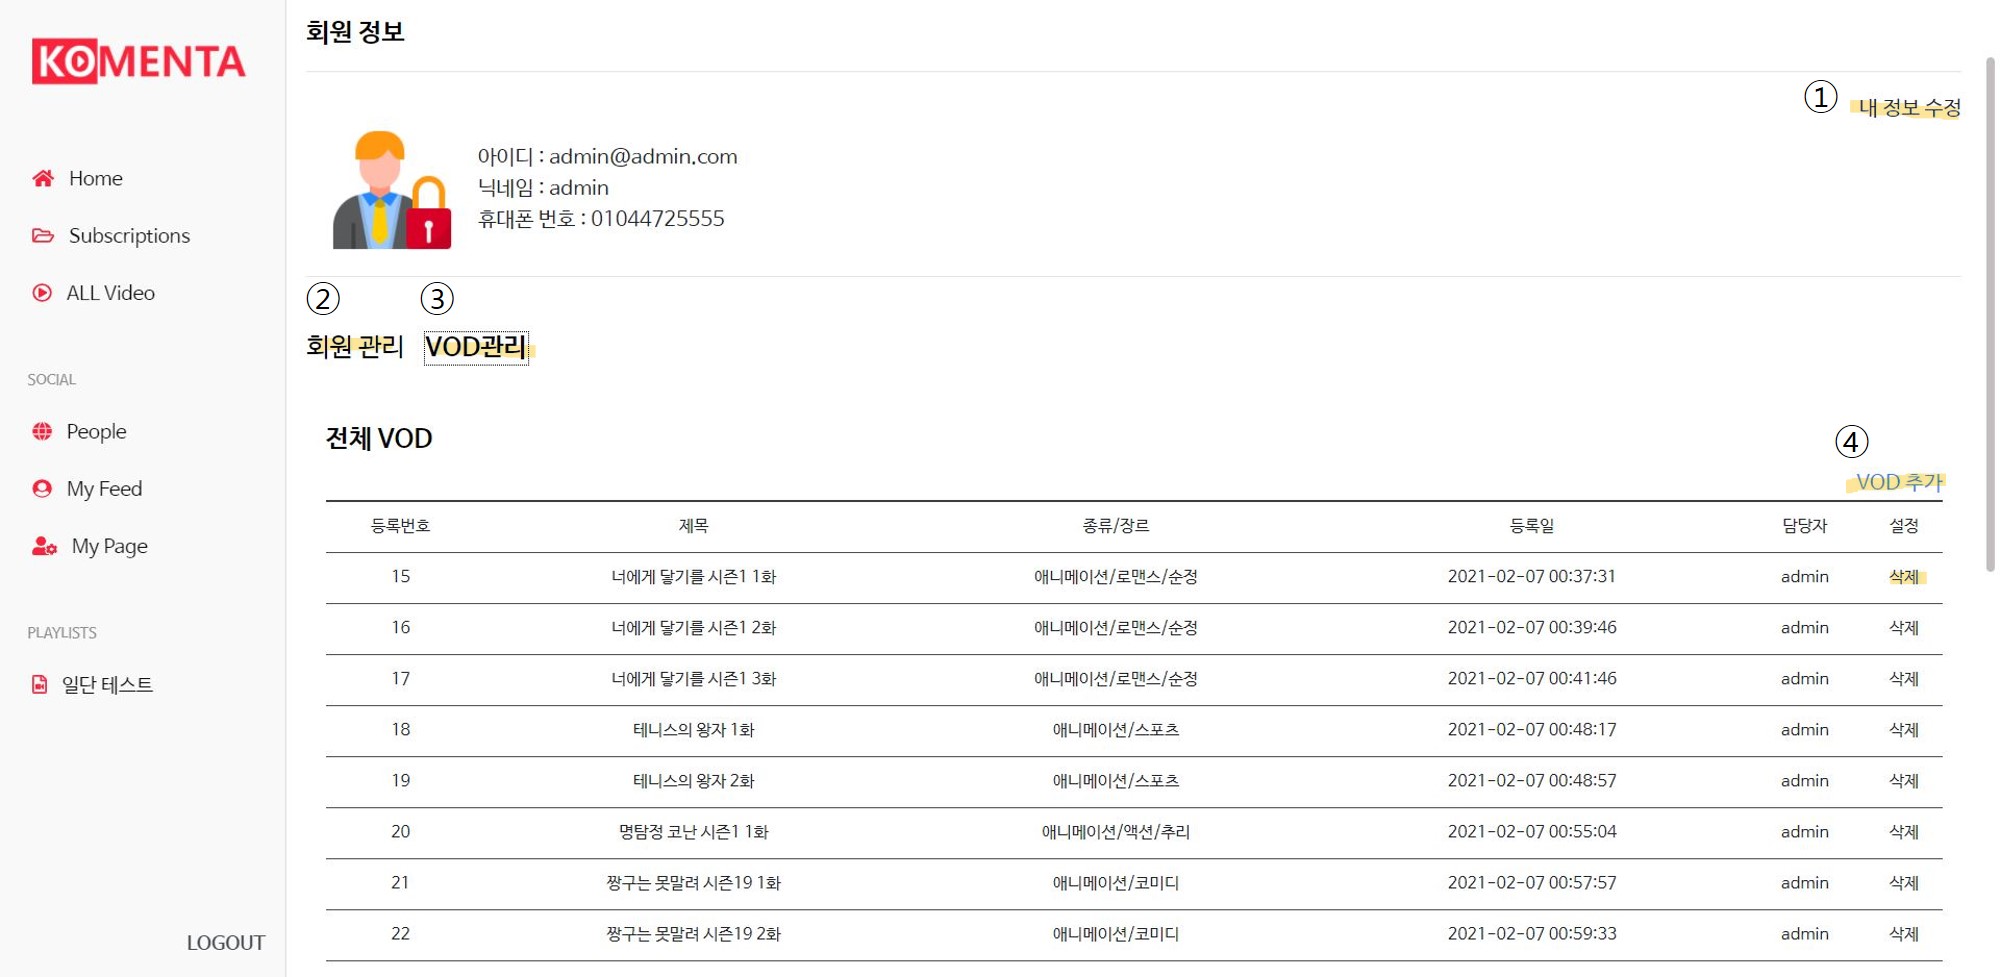 KOMENTA
Home
Subscriptions
ALL Video
SOCIAL
People
My Feed
My Page
PLAYLISTS
일단 테스트
LOGOUT
회원 정보
① 내 정보 수정
아이디 : admin@admin.com
닉네임 : admin
휴대폰 번호 : 01044725555
② ③
회원 관리 VOD관리
전체 VOD
④
VOD 추가
등록번호 제목 종류/장르 등록일 담당자 설정
15 너에게 닿기를 시즌1 1화 애니메이션/로맨스/순정 2021-02-07 00:37:31 admin 삭제
16 너에게 닿기를 시즌1 2화 애니메이션/로맨스/순정 2021-02-07 00:39:46 admin 삭제
17 너에게 닿기를 시즌1 3화 애니메이션/로맨스/순정 2021-02-07 00:41:46 admin 삭제
18 테니스의 왕자 1화 애니메이션/스포츠 2021-02-07 00:48:17 admin 삭제
19 테니스의 왕자 2화 애니메이션/스포츠 2021-02-07 00:48:57 admin 삭제
20 명탐정 코난 시즌1 1화 애니메이션/액션/추리 2021-02-07 00:55:04 admin 삭제
21 짱구는 못말려 시즌19 1화 애니메이션/코미디 2021-02-07 00:57:57 admin 삭제
22 짱구는 못말려 시즌19 2화 애니메이션/코미디 2021-02-07 00:59:33 admin 삭제